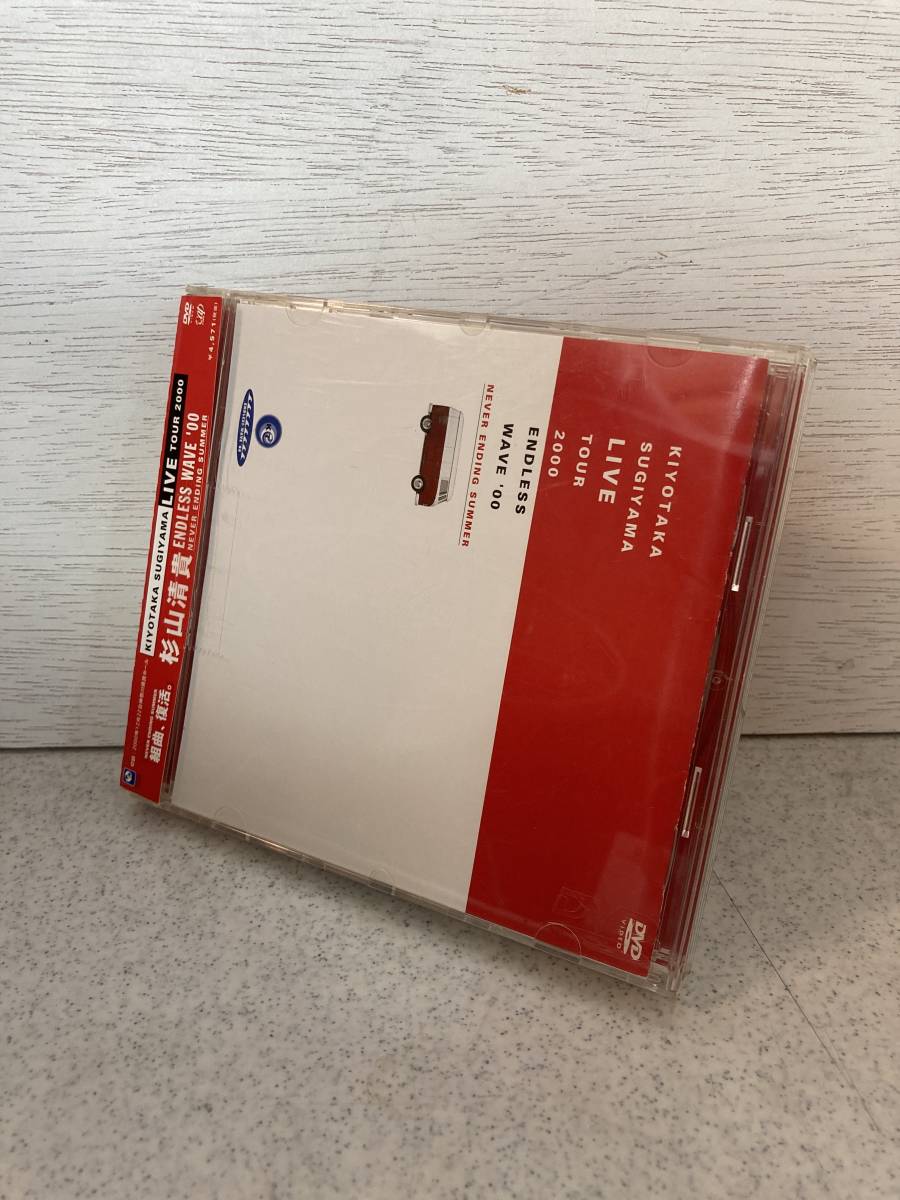 KIYOTAKA
SUGIYAMA
LIVE
TOUR
2000
ENDLESS
WAVE '00
NEVER ENDING SUMMER
DVD
VIDEO
DVD
KIYOTAKA SUGIYAMA LIVE TOUR 2000
杉山清貴 ENDLESS WAVE '00
NEVER ENDING SUMMER
組曲、復活。